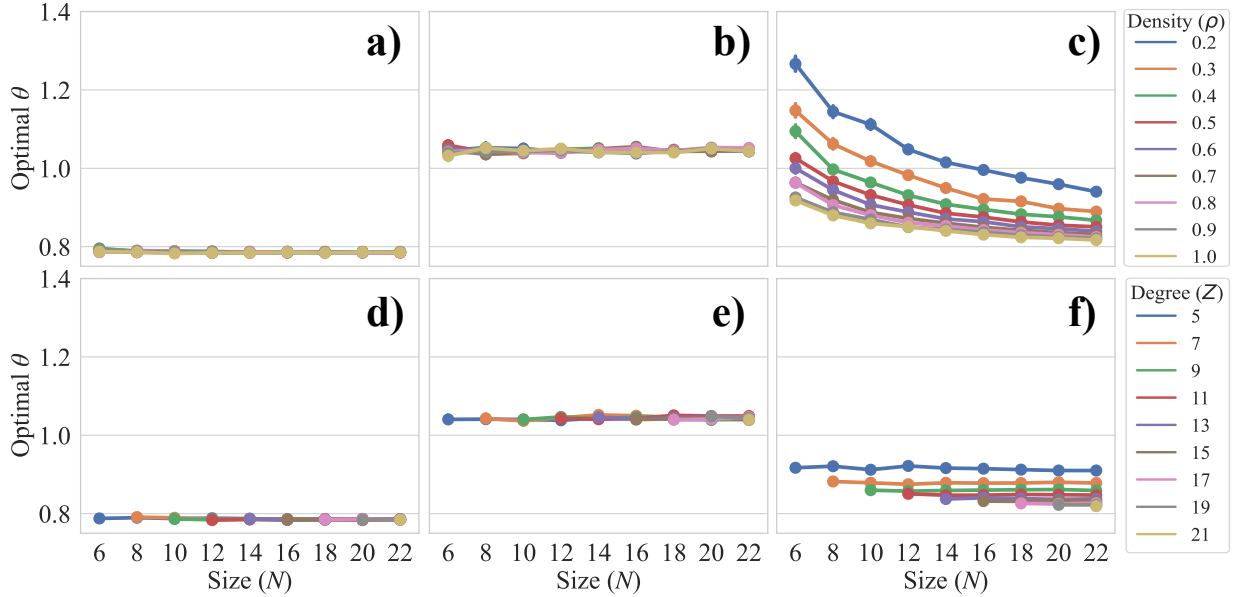 1.4
1.2
1.0
0.8
Optimal θ
a)
b)
c)
Density (ρ)
0.2
0.3
0.4
0.5
0.6
0.7
0.8
0.9
1.0
1.4
1.2
1.0
0.8
Optimal θ
d)
e)
f)
Degree (Z)
5
7
9
11
13
15
17
19
21
6 8 10 12 14 16 18 20 22
6 8 10 12 14 16 18 20 22
6 8 10 12 14 16 18 20 22
Size (N)
Size (N)
Size (N)